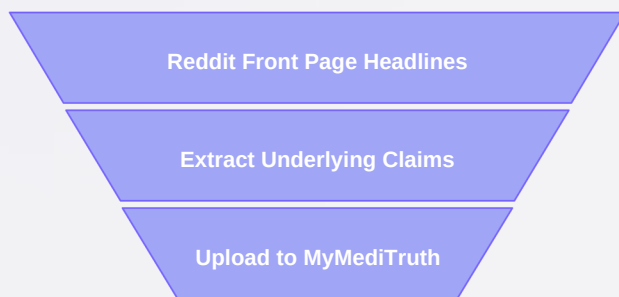 Reddit Front Page Headlines
Extract Underlying Claims
Upload to MyMediTruth